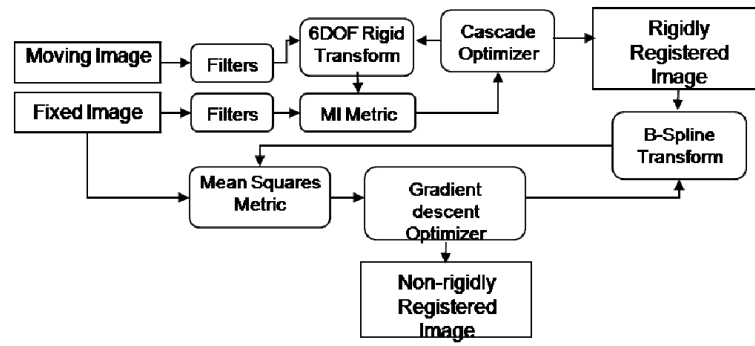 Moving Image
Filters
6DOF Rigid
Transform
Cascade
Optimizer
Rigidly
Registered
Image
Fixed Image
Filters
MI Metric
B-Spline
Transform
Mean Squares
Metric
Gradient
descent
Optimizer
Non-rigidly
Registered
Image